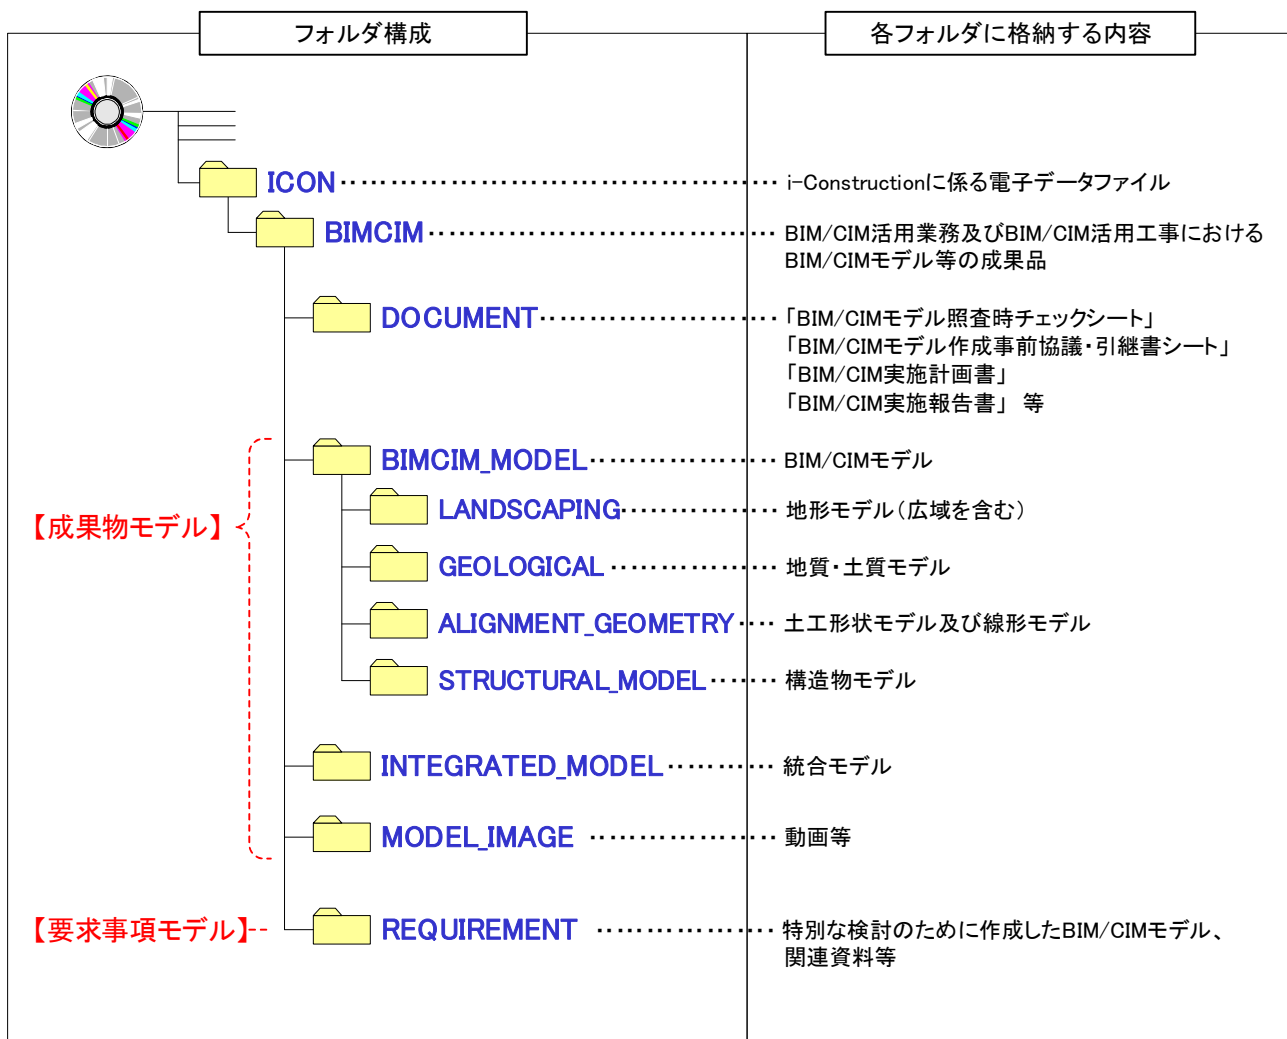 フォルダ構成
各フォルダに格納する内容
ICON
i-Constructionに係る電子データファイル
BIMCIM
BIM/CIM活用業務及びBIM/CIM活用工事における
BIM/CIMモデル等の成果品
DOCUMENT
「BIM/CIMモデル照査時チェックシート」
「BIM/CIMモデル作成事前協議・引継書シート」
「BIM/CIM実施計画書」
「BIM/CIM実施報告書」 等
【成果物モデル】
BIMCIM_MODEL
BIM/CIMモデル
LANDSCAPING
地形モデル(広域を含む)
GEOLOGICAL
地質・土質モデル
ALIGNMENT_GEOMETRY
土工形状モデル及び線形モデル
STRUCTURAL_MODEL
構造物モデル
INTEGRATED_MODEL
統合モデル
MODEL_IMAGE
動画等
【要求事項モデル】
REQUIREMENT
特別な検討のために作成したBIM/CIMモデル、
関連資料等